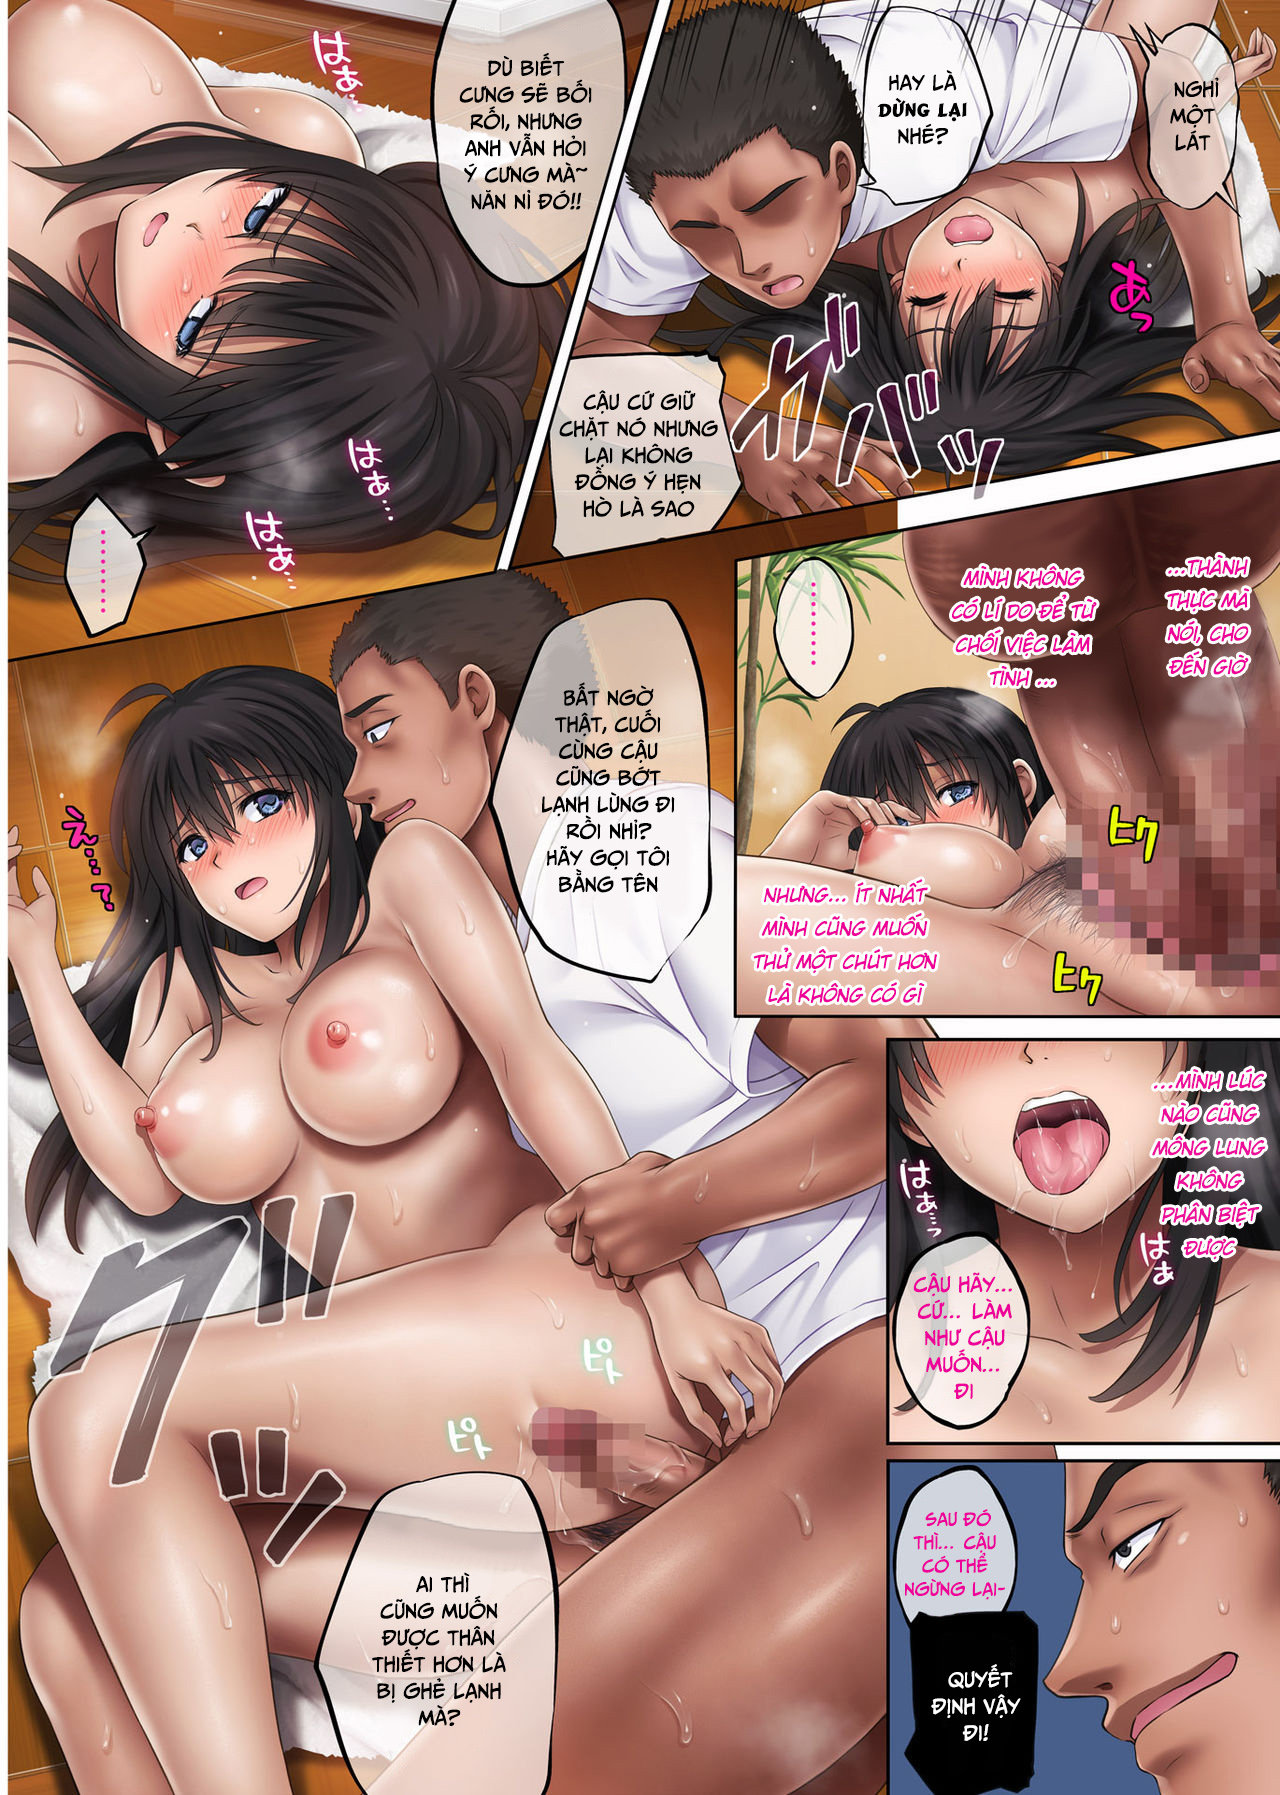 NGHỈ
MỘT
LÁT
HAY LÀ
DỪNG LẠI
NHÉ?
あっ
グッ
グッ
CẬU CỨ GIỮ
CHẶT NÓ NHƯNG
LẠI KHÔNG
ĐỒNG Ý HẸN
HÒ LÀ SAO
DÙ BIẾT
CƯNG SẼ BỐI
RỐI, NHƯNG
ANH VẪN HỎI
Ý CƯNG MÀ~
NĂN NỈ ĐÓ!!
はぁ…
はぁ…
はぁ…
………
...THÀNH
THỰC MÀ
NÓI, CHO
ĐẾN GIỜ
MÌNH KHÔNG
CÓ LÍ DO ĐỂ TỪ
CHỐI VIỆC LÀM
TÌNH ...
………
ヒク
ヒク
NHƯNG... ÍT NHẤT
MÌNH CŨNG MUỐN
THỬ MỘT CHÚT HƠN
LÀ KHÔNG CÓ GÌ
...MÌNH LÚC
NÀO CŨNG
MÔNG LUNG
KHÔNG
PHÂN BIỆT
ĐƯỢC
はぁ…っ
はぁ
CẬU HÃY...
CỨ... LÀM
NHƯ CẬU
MUỐN...
ĐI
SAU ĐÓ
THÌ... CẬU
CÓ THỂ
NGỪNG LẠI-
QUYẾT
ĐỊNH VẬY
ĐI!
BẤT NGỜ
THẬT, CUỐI
CÙNG CẬU
CŨNG BỚT
LẠNH LÙNG ĐI
RỒI NHỈ?
HÃY GỌI TÔI
BẰNG TÊN
え…?
グイ
ピト
ピト
AI THÌ
CŨNG MUỐN
ĐƯỢC THÂN
THIẾT HƠN LÀ
BỊ GHẺ LẠNH
MÀ?